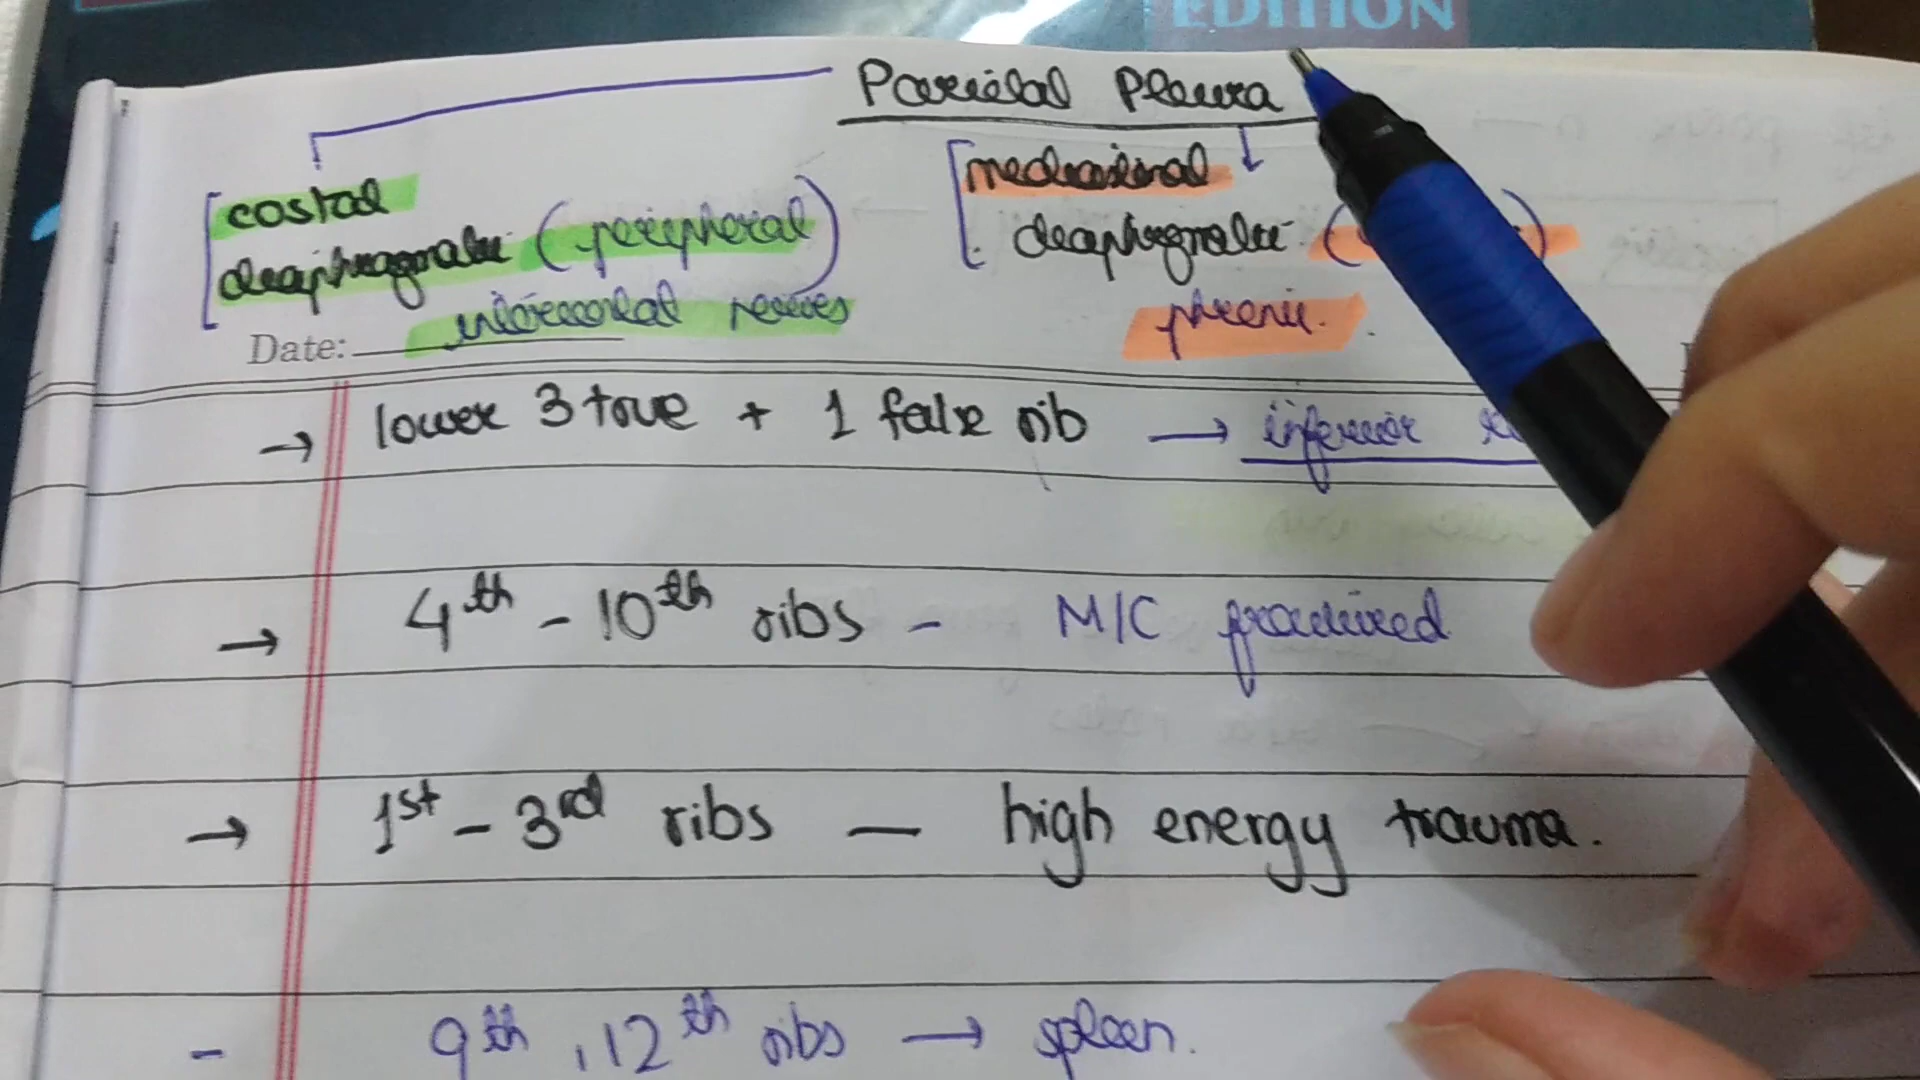 EDITION
Parietal Pleura
costal
diaphragmatic (peripheral)
intercostal nerves
mediastinal
diaphragmatic (
phrenic.
Date:
→ lower 3 true + 1 false rib → inferior
→ 4th - 10th ribs - M/C fractured
→ 1st - 3rd ribs — high energy trauma.
- 9th, 12th ribs → spleen.